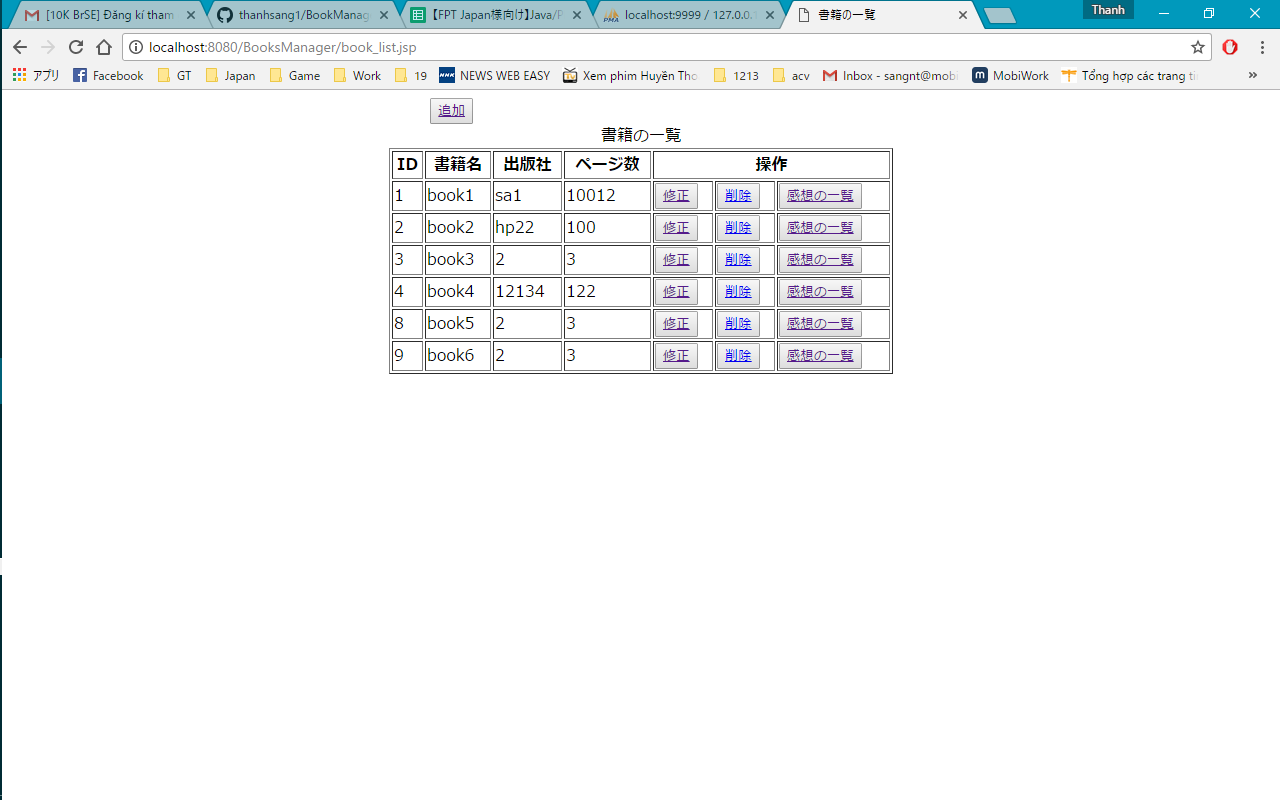 [10K BrSE] Đăng kí tham thanhsang1/BookManag 【FPT Japan様向け】Java/P localhost:9999 / 127.0.0. 書籍の一覧 Thanh
localhost:8080/BooksManager/book_list.jsp
アプリ Facebook GT Japan Game Work 19 NHK NEWS WEB EASY Xem phim Huyền Tho 1213 acv Inbox - sangnt@mobi m MobiWork Tổng hợp các trang ti »
追加
書籍の一覧
ID 書籍名 出版社 ページ数 操作
1 book1 sa1 10012 修正 削除 感想の一覧
2 book2 hp22 100 修正 削除 感想の一覧
3 book3 2 3 修正 削除 感想の一覧
4 book4 12134 122 修正 削除 感想の一覧
8 book5 2 3 修正 削除 感想の一覧
9 book6 2 3 修正 削除 感想の一覧